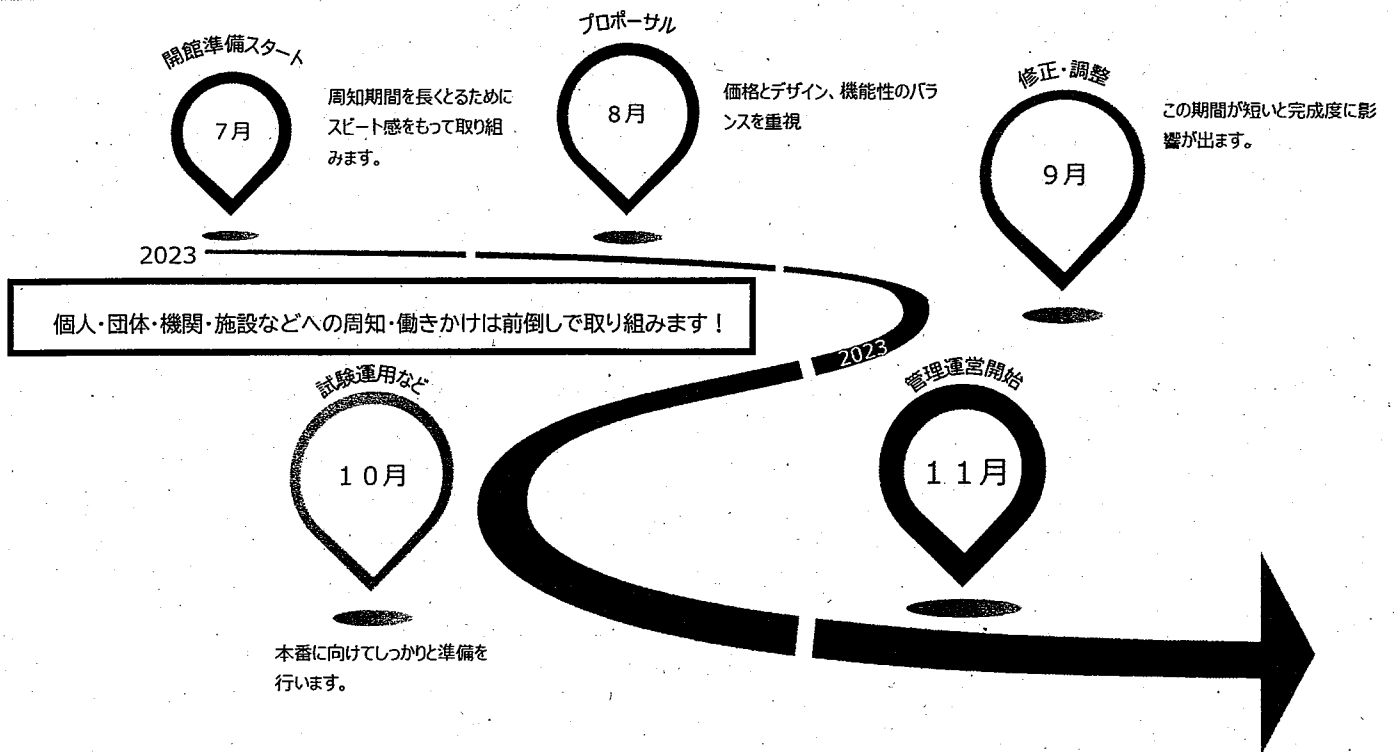 開館準備スタート
7月
周知期間を長くとるために
スピート感をもって取り組
みます。
プロポーサル
8月
価格とデザイン、機能性のバラ
ンスを重視
修正・調整
9月
この期間が短いと完成度に影
響が出ます。
2023
個人・団体・機関・施設などへの周知・働きかけは前倒しで取り組みます！
2023
試験運用など
10月
本番に向けてしっかりと準備を
行います。
管理運営開始
11月